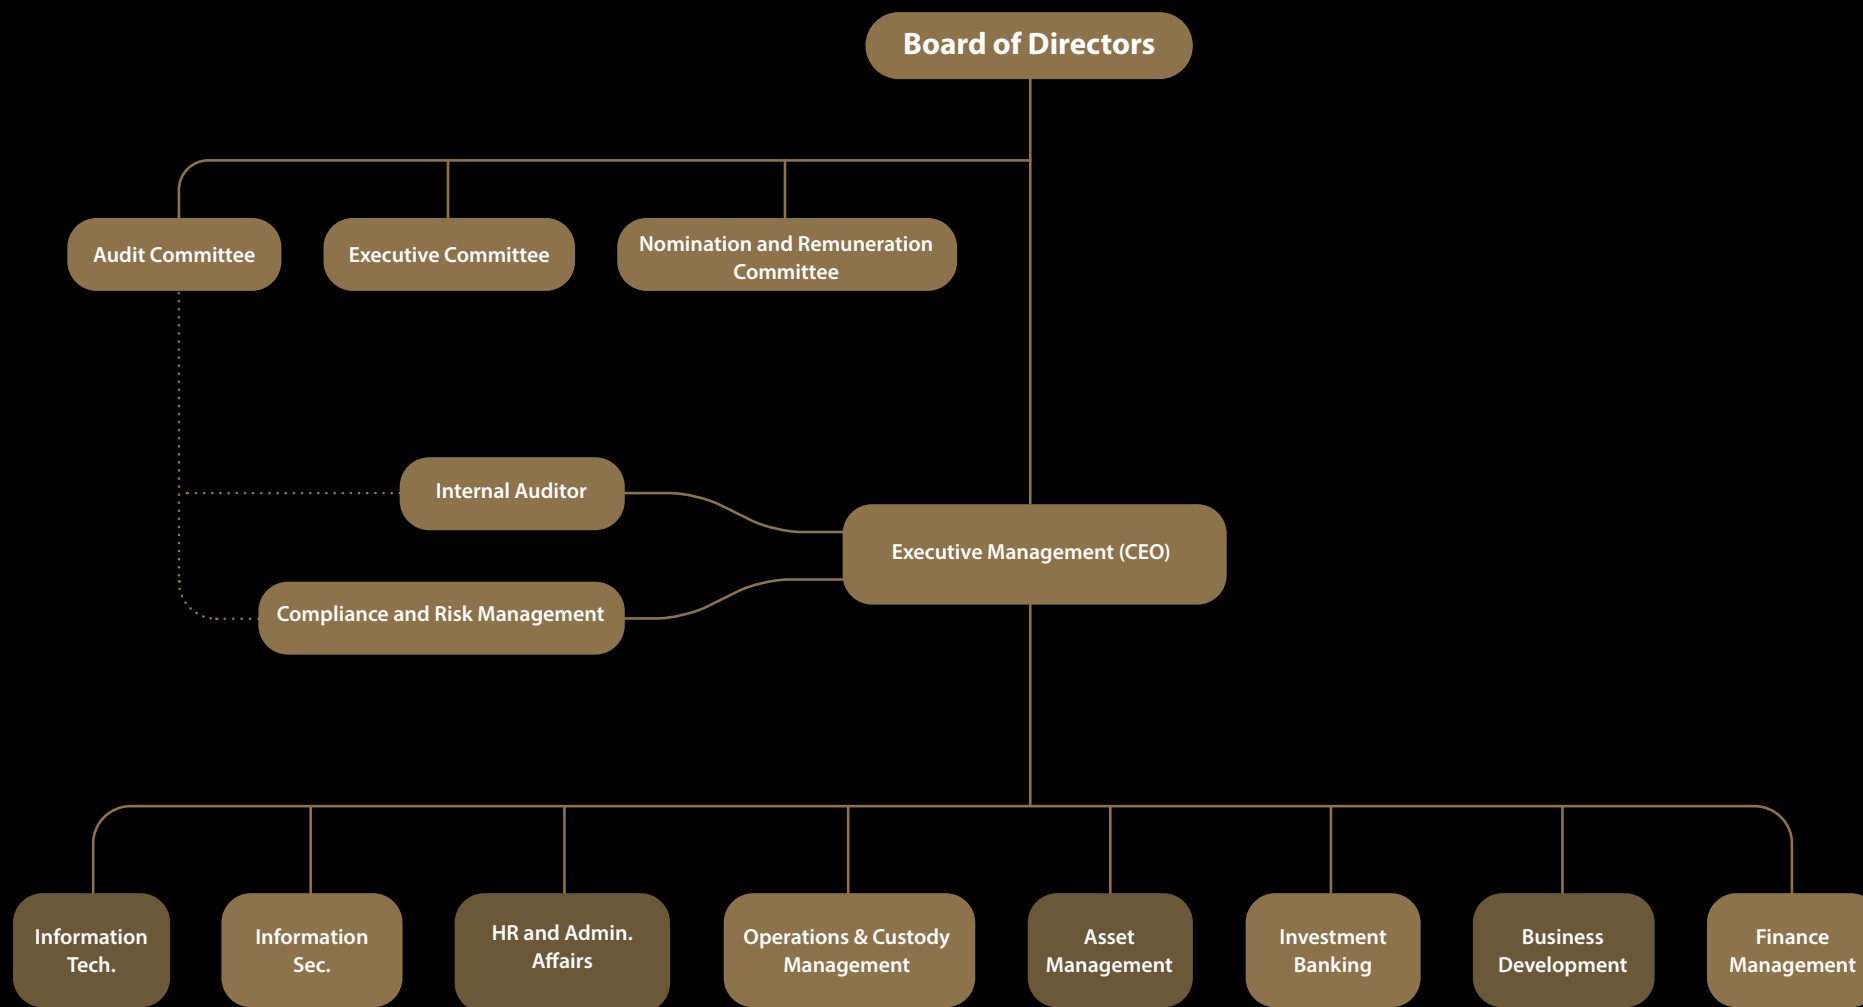 Board of Directors
Audit Committee
Executive Committee
Nomination and Remuneration
Committee
Internal Auditor
Executive Management (CEO)
Compliance and Risk Management
Information
Tech.
Information
Sec.
HR and Admin.
Affairs
Operations & Custody
Management
Asset
Management
Investment
Banking
Business
Development
Finance
Management